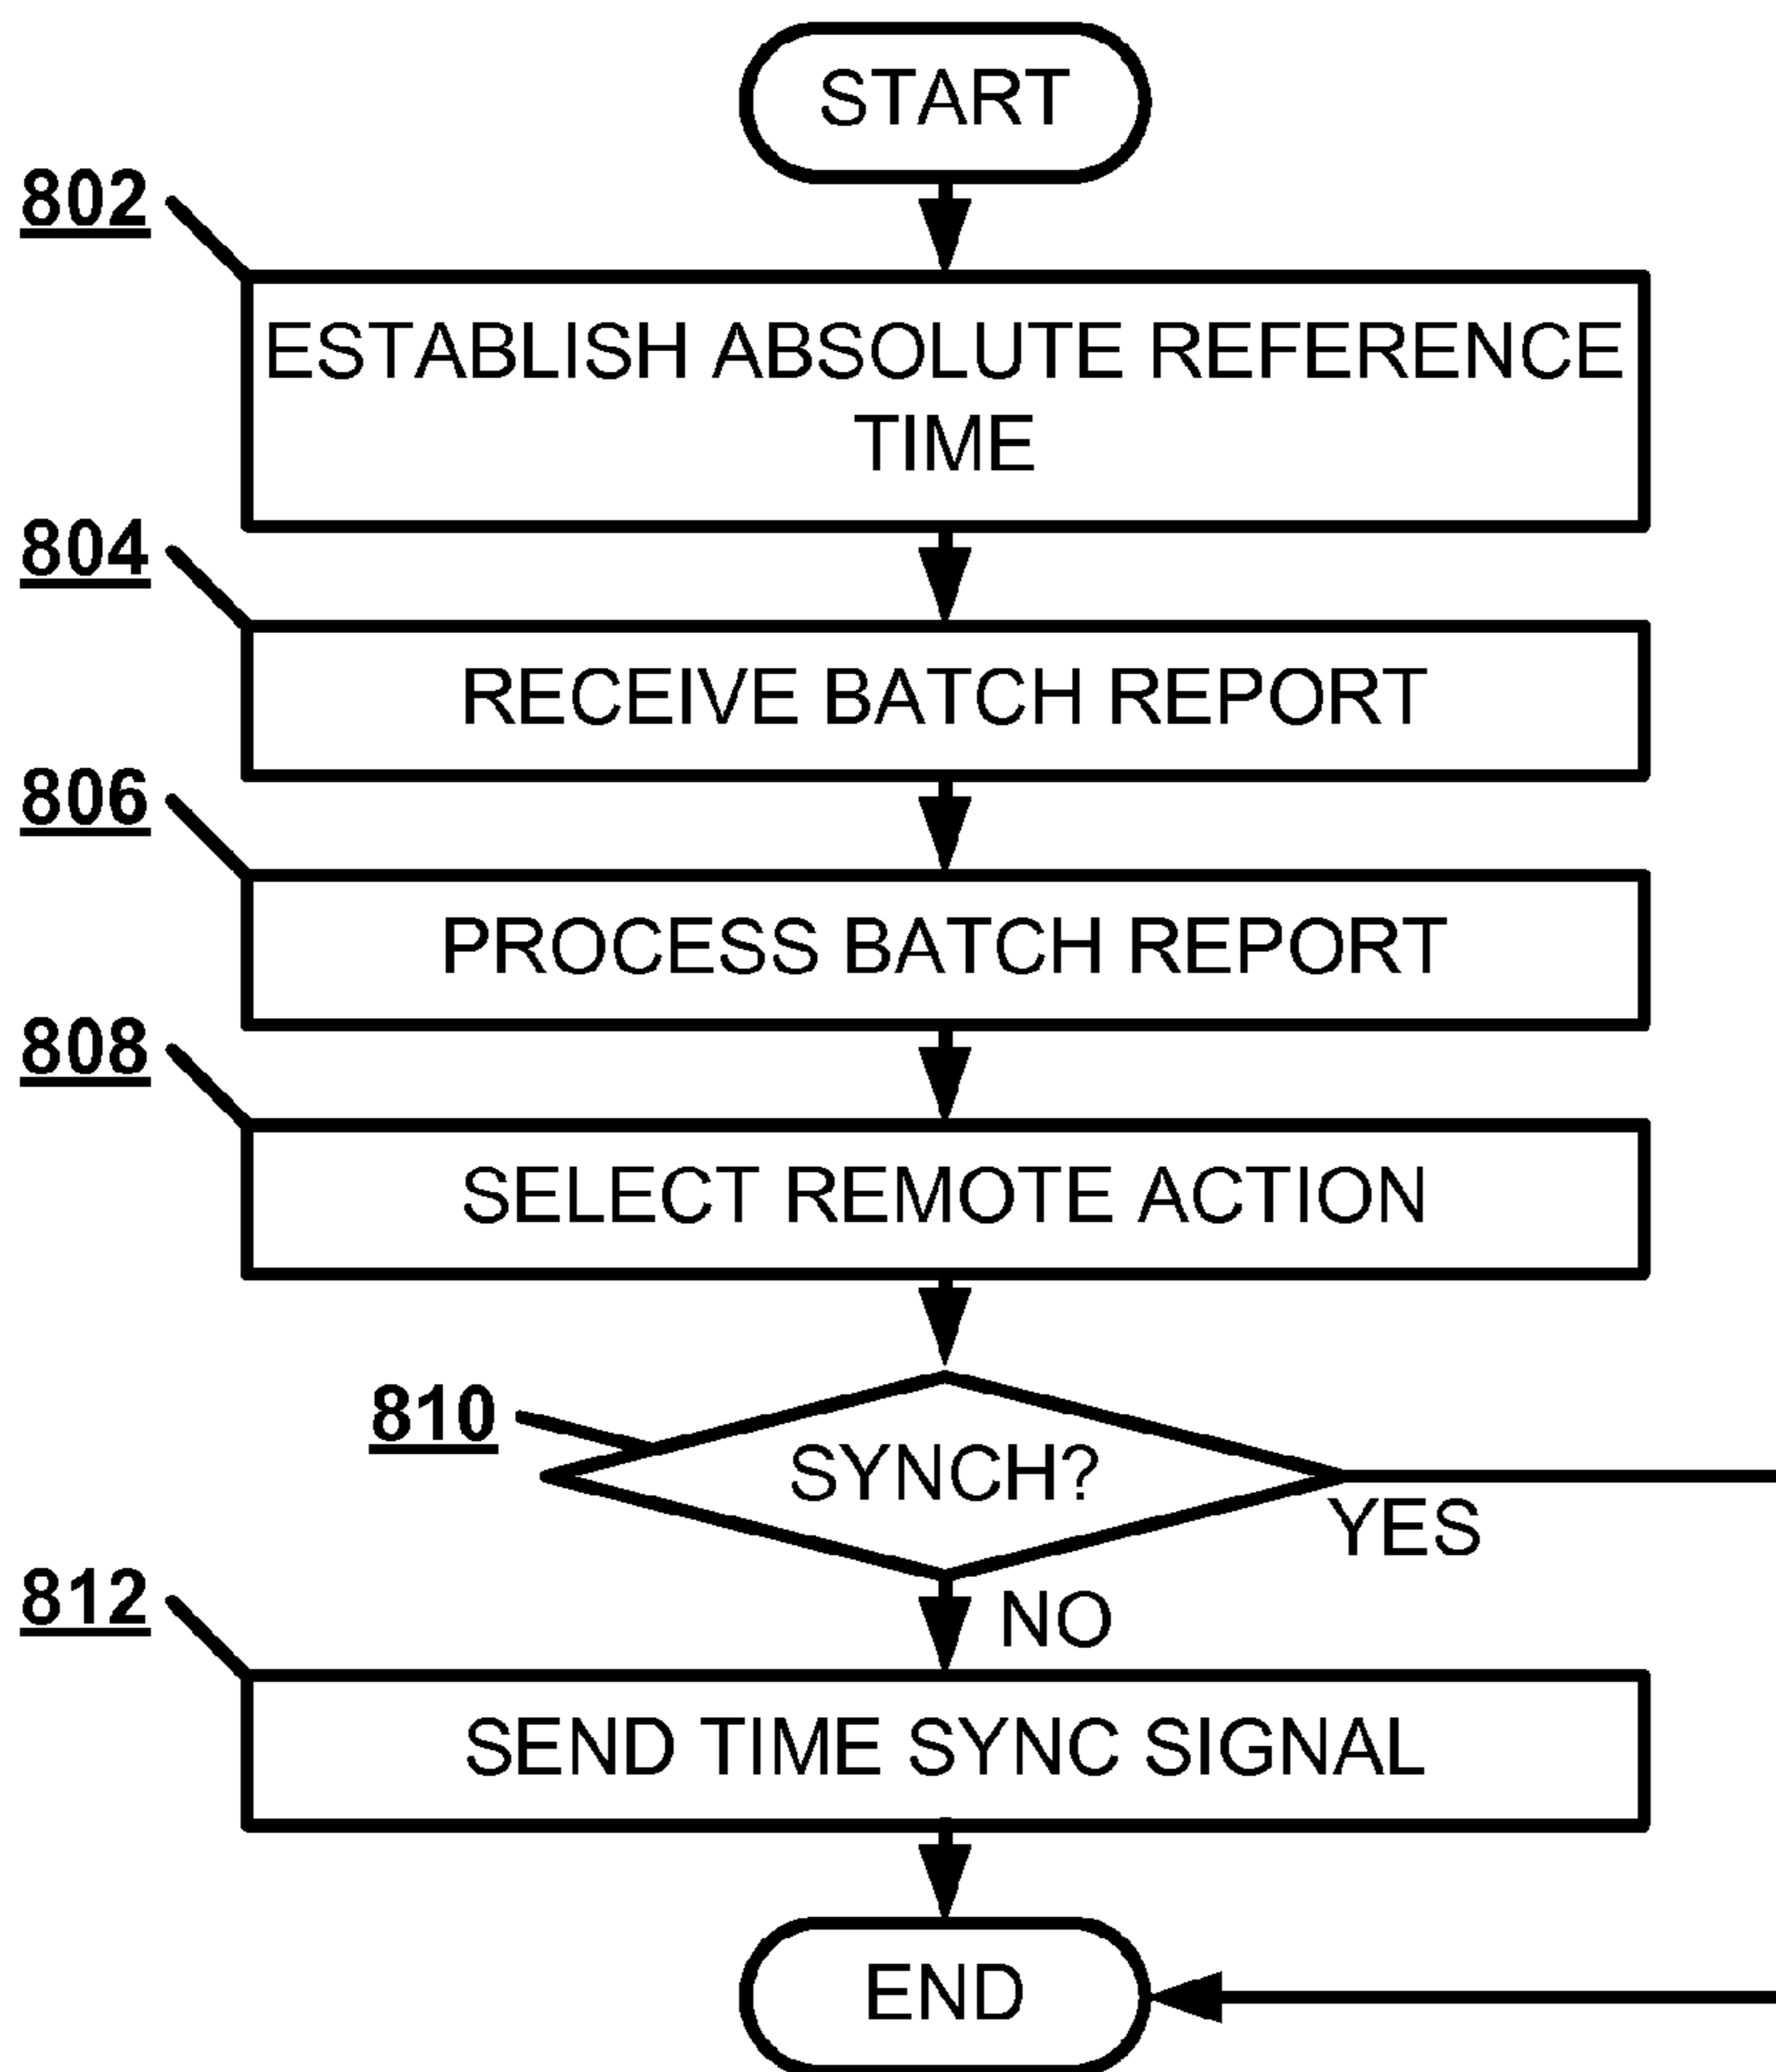 START
802
ESTABLISH ABSOLUTE REFERENCE
TIME
804
RECEIVE BATCH REPORT
806
PROCESS BATCH REPORT
808
SELECT REMOTE ACTION
810
SYNCH?
YES
NO
812
SEND TIME SYNC SIGNAL
END